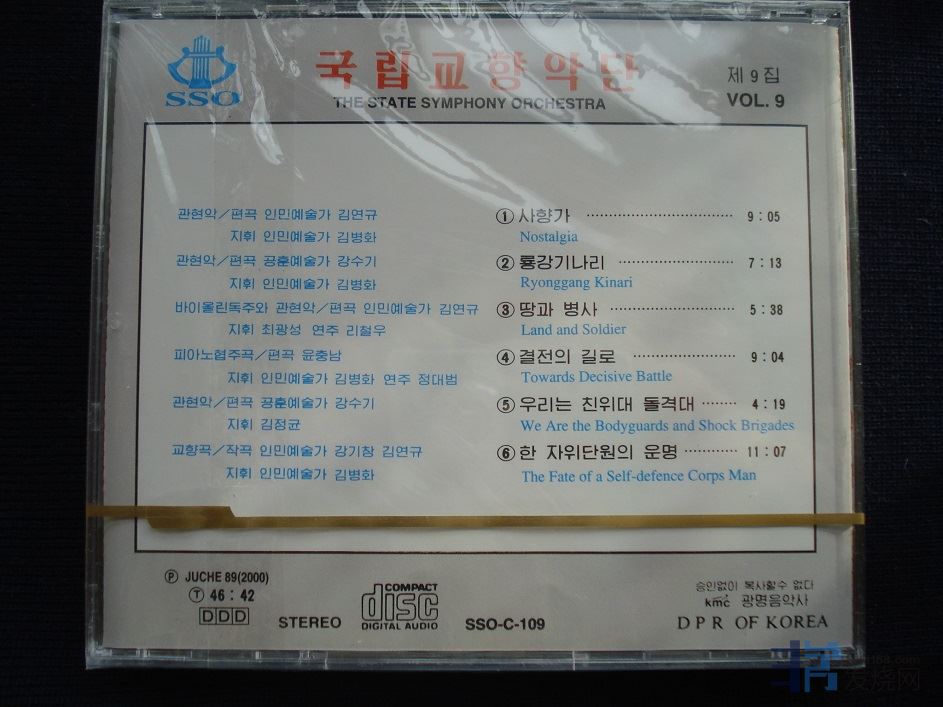 SSO
국립교향악단
THE STATE SYMPHONY ORCHESTRA
제 9 집
VOL. 9
관현악／편곡 인민예술가 김연규
지휘 인민예술가 김병화
① 사향가 ⋯⋯⋯⋯⋯⋯⋯⋯⋯⋯ 9 : 05
Nostalgia
관현악／편곡 공훈예술가 강수기
지휘 인민예술가 김병화
② 룡강기나리 ⋯⋯⋯⋯⋯⋯⋯⋯ 7 : 13
Ryonggang Kinari
바이올린독주와 관현악／편곡 인민예술가 김연규
지휘 최광성 연주 리철우
③ 땅과 병사 ⋯⋯⋯⋯⋯⋯⋯⋯ 5 : 38
Land and Soldier
피아노협주곡／편곡 윤충남
지휘 인민예술가 김병화 연주 정대범
④ 결전의 길로 ⋯⋯⋯⋯⋯⋯⋯ 9 : 04
Towards Decisive Battle
관현악／편곡 공훈예술가 강수기
지휘 김정균
⑤ 우리는 친위대 돌격대 ⋯⋯ 4 : 19
We Are the Bodyguards and Shock Brigades
교향곡／작곡 인민예술가 강기창 김연규
지휘 인민예술가 김병화
⑥ 한 자위단원의 운명 ⋯⋯⋯ 11 : 07
The Fate of a Self-defence Corps Man
Ⓟ JUCHE 89(2000)
Ⓣ 46 : 42
DDD
STEREO
COMPACT
disc
DIGITAL AUDIO
SSO-C-109
승인없이 복사할수 없다
kmc 광명음악사
D P R OF KOREA
发烧网